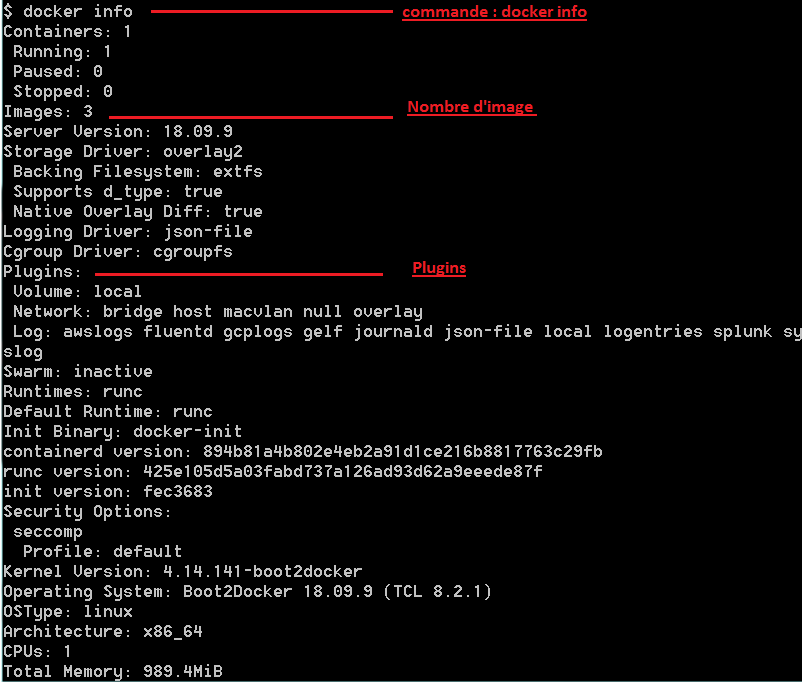 $ docker info commande : docker info
Containers: 1
Running: 1
Paused: 0
Stopped: 0
Images: 3 Nombre d'image
Server Version: 18.09.9
Storage Driver: overlay2
Backing Filesystem: extfs
Supports d_type: true
Native Overlay Diff: true
Logging Driver: json-file
Cgroup Driver: cgroupfs
Plugins: Plugins
Volume: local
Network: bridge host macvlan null overlay
Log: awslogs fluentd gcplogs gelf journald json-file local logentries splunk sy
slog
Swarm: inactive
Runtimes: runc
Default Runtime: runc
Init Binary: docker-init
containerd version: 894b81a4b802e4eb2a91d1ce216b8817763c29fb
runc version: 425e105d5a03fabd737a126ad93d62a9eeede87f
init version: fec3683
Security Options:
seccomp
Profile: default
Kernel Version: 4.14.141-boot2docker
Operating System: Boot2Docker 18.09.9 (TCL 8.2.1)
OSType: linux
Architecture: x86_64
CPUs: 1
Total Memory: 989.4MiB